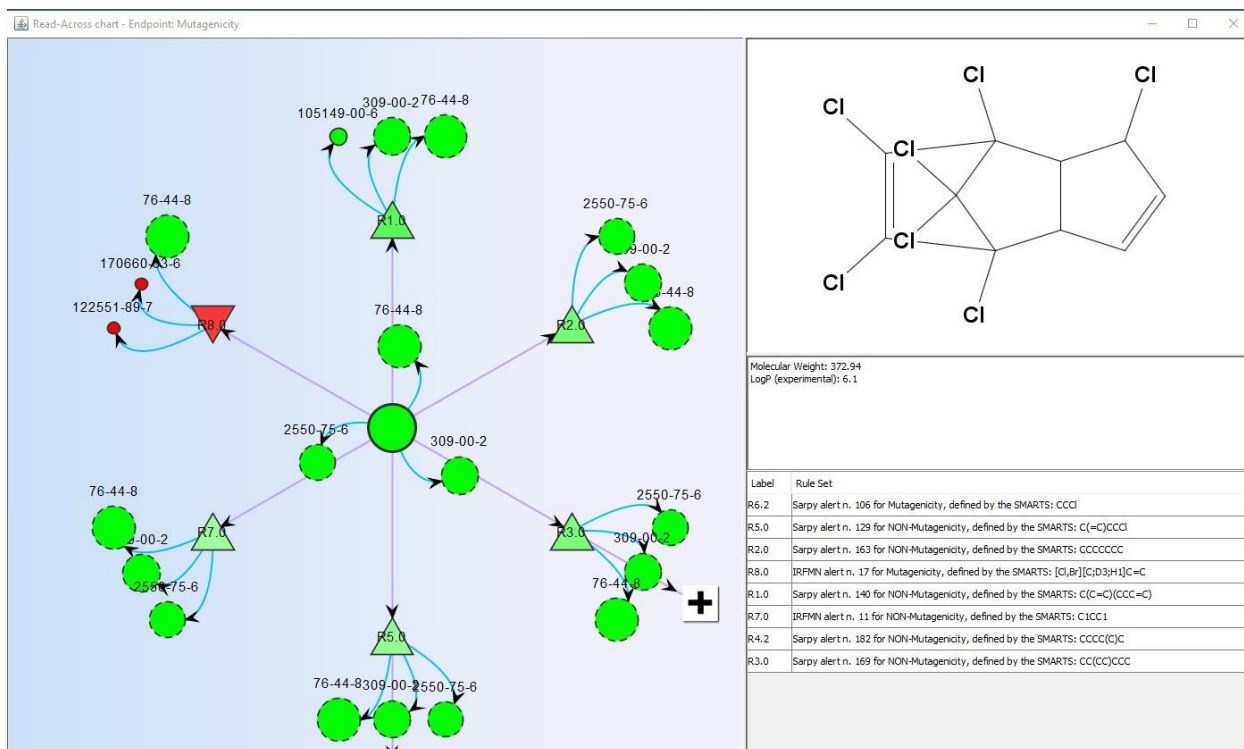 Read-Across chart - Endpoint: Mutagenicity
105149-00-6
309-00-2
76-44-8
R1.0
76-44-8
170660-
122551-89-7
R8.0
2550-75-6
R2.0
76-44-8
2550-75-6
309-00-2
76-44-8
R7.0
2550-75-6
2550-75-6
309-00-2
76-44-8
R3.0
R5.0
76-44-8
309-00-2
2550-75-6
Cl
Cl
Cl
Cl
Cl
Cl
Cl
Molecular Weight: 372.94
LogP (experimental): 6.1
Label Rule Set
R6.2 Sarpy alert n. 106 for Mutagenicity, defined by the SMARTS: CCCl
R5.0 Sarpy alert n. 129 for NON-Mutagenicity, defined by the SMARTS: C(=C)CCCl
R2.0 Sarpy alert n. 163 for NON-Mutagenicity, defined by the SMARTS: CCCCCCC
R8.0 IRFMN alert n. 17 for Mutagenicity, defined by the SMARTS: [Cl,Br][C;D3;H1]C=C
R1.0 Sarpy alert n. 140 for NON-Mutagenicity, defined by the SMARTS: C(C=C)(CCC=C)
R7.0 IRFMN alert n. 11 for NON-Mutagenicity, defined by the SMARTS: C1CC1
R4.2 Sarpy alert n. 182 for NON-Mutagenicity, defined by the SMARTS: CCCC(C)C
R3.0 Sarpy alert n. 169 for NON-Mutagenicity, defined by the SMARTS: CC(CC)CCC